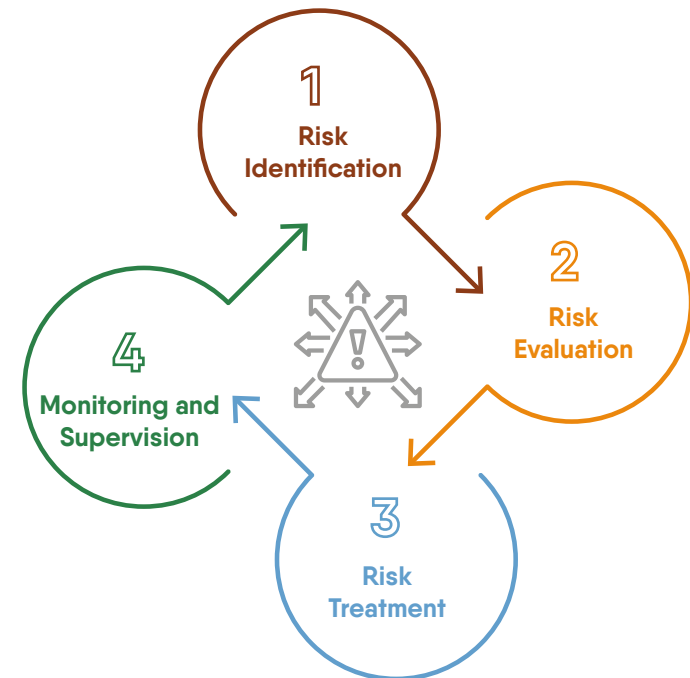 1
Risk
Identification
2
Risk
Evaluation
3
Risk
Treatment
4
Monitoring and
Supervision